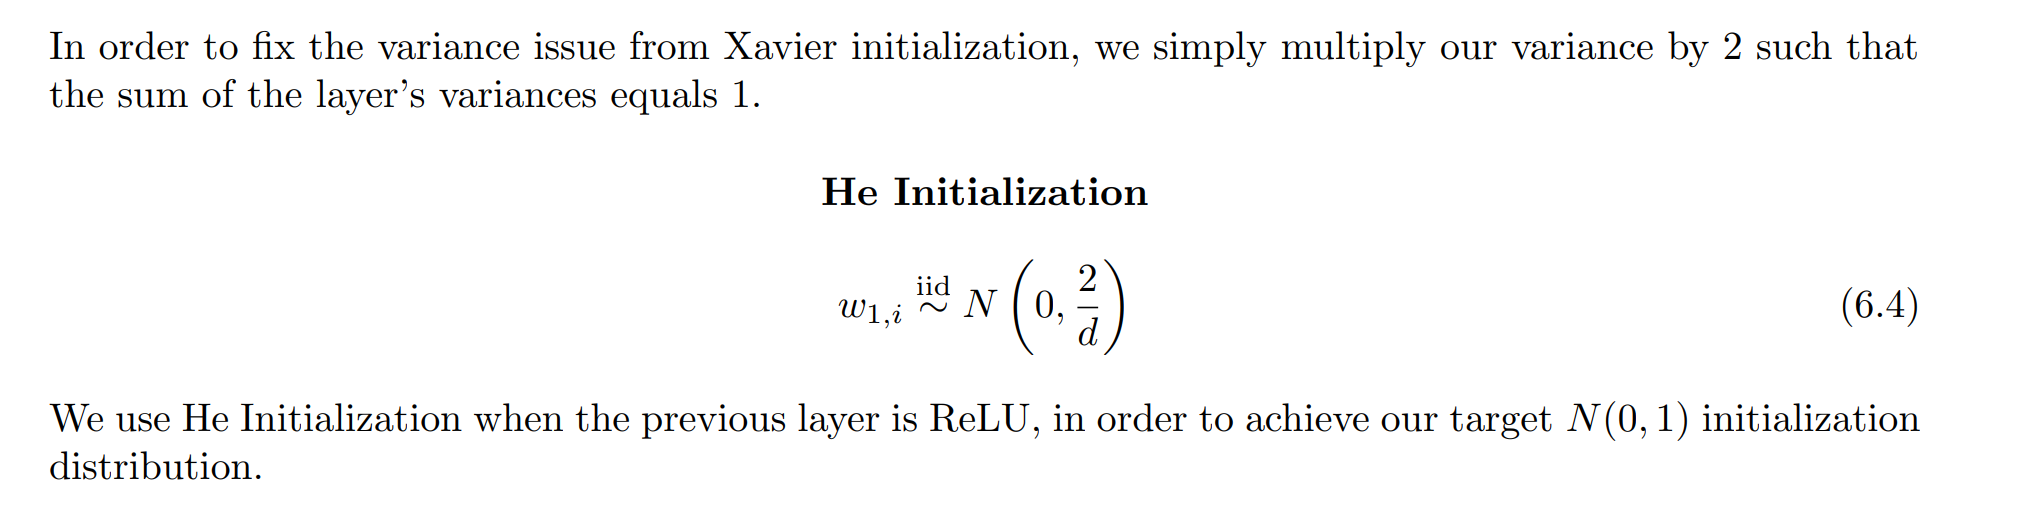 In order to fix the variance issue from Xavier initialization, we simply multiply our variance by 2 such that
the sum of the layer's variances equals 1.
He Initialization
w_{1,i} \overset{\text{iid}}{\sim} N\left(0, \frac{2}{d}\right) (6.4)
We use He Initialization when the previous layer is ReLU, in order to achieve our target N(0, 1) initialization
distribution.